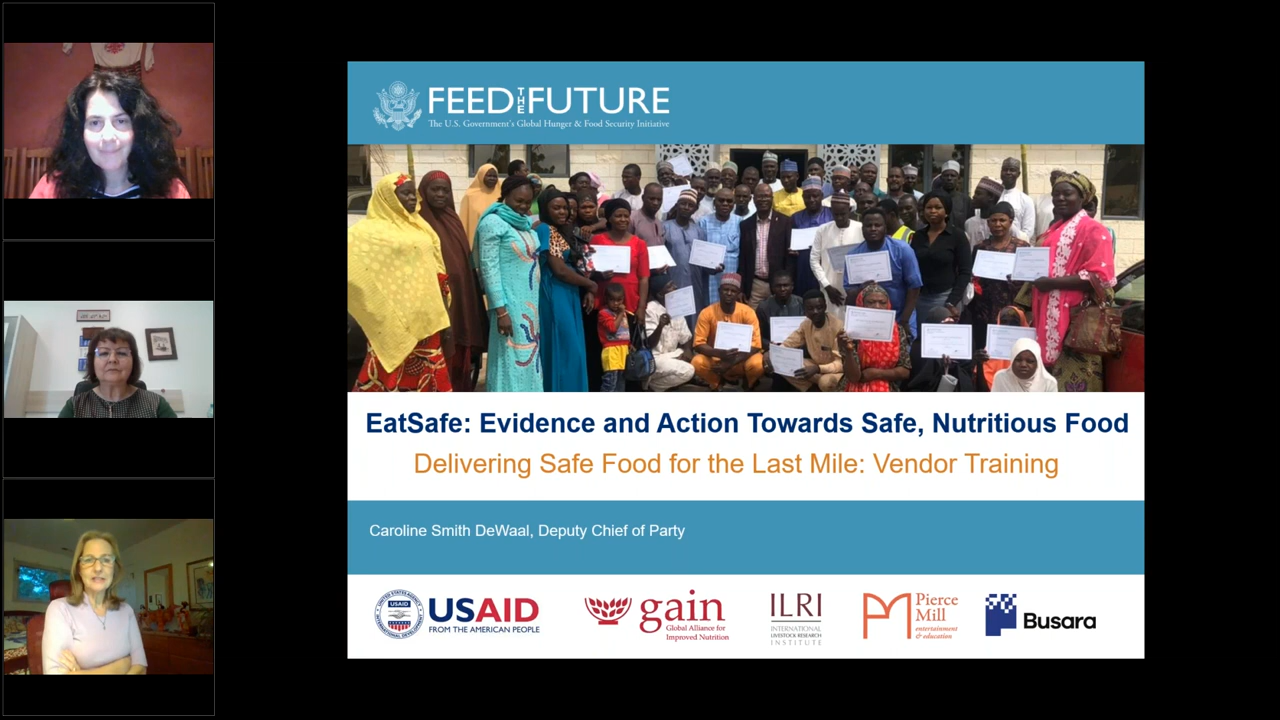 FEED THE FUTURE
The U.S. Government's Global Hunger & Food Security Initiative
EatSafe: Evidence and Action Towards Safe, Nutritious Food
Delivering Safe Food for the Last Mile: Vendor Training
Caroline Smith DeWaal, Deputy Chief of Party
USAID
USAID
FROM THE AMERICAN PEOPLE
gain
Global Alliance for
Improved Nutrition
ILRI
INTERNATIONAL
LIVESTOCK RESEARCH
INSTITUTE
Pierce
Mill
entertainment
& education
Busara